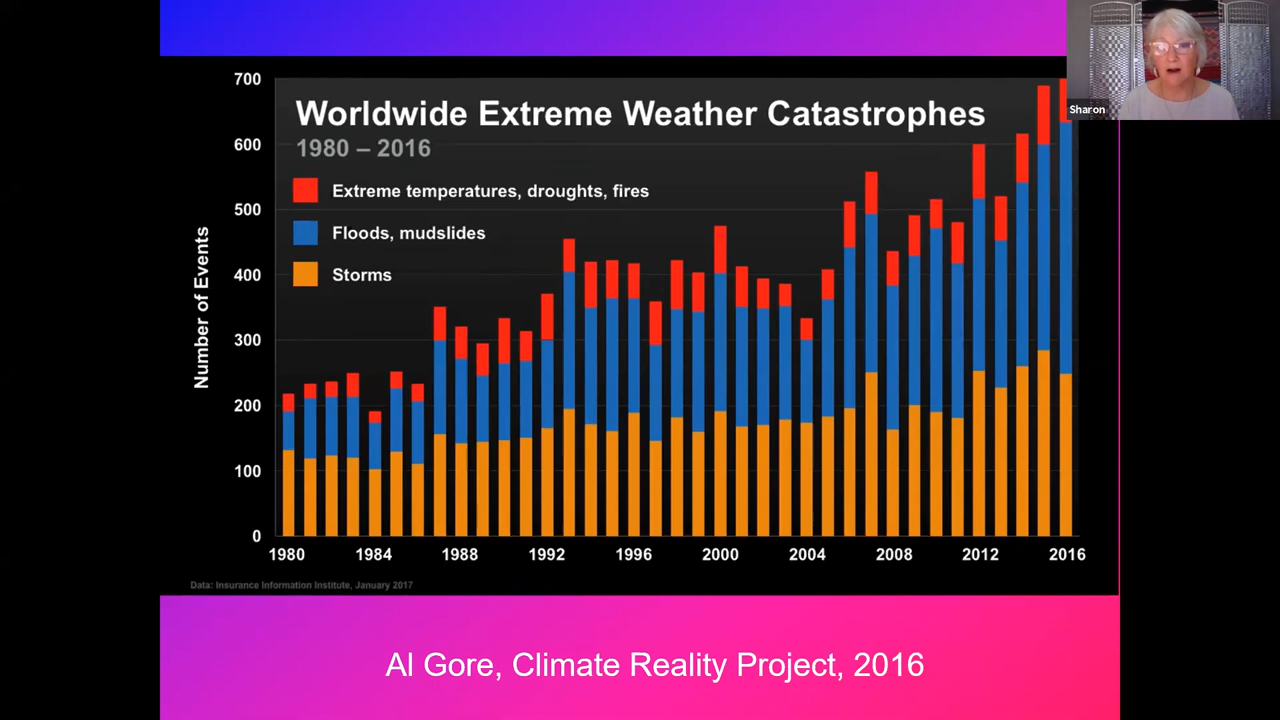 Worldwide Extreme Weather Catastrophes
1980 – 2016
Extreme temperatures, droughts, fires
Floods, mudslides
Storms
Number of Events
700
600
500
400
300
200
100
0
1980 1984 1988 1992 1996 2000 2004 2008 2012 2016
Data: Insurance Information Institute, January 2017
Al Gore, Climate Reality Project, 2016
Sharon